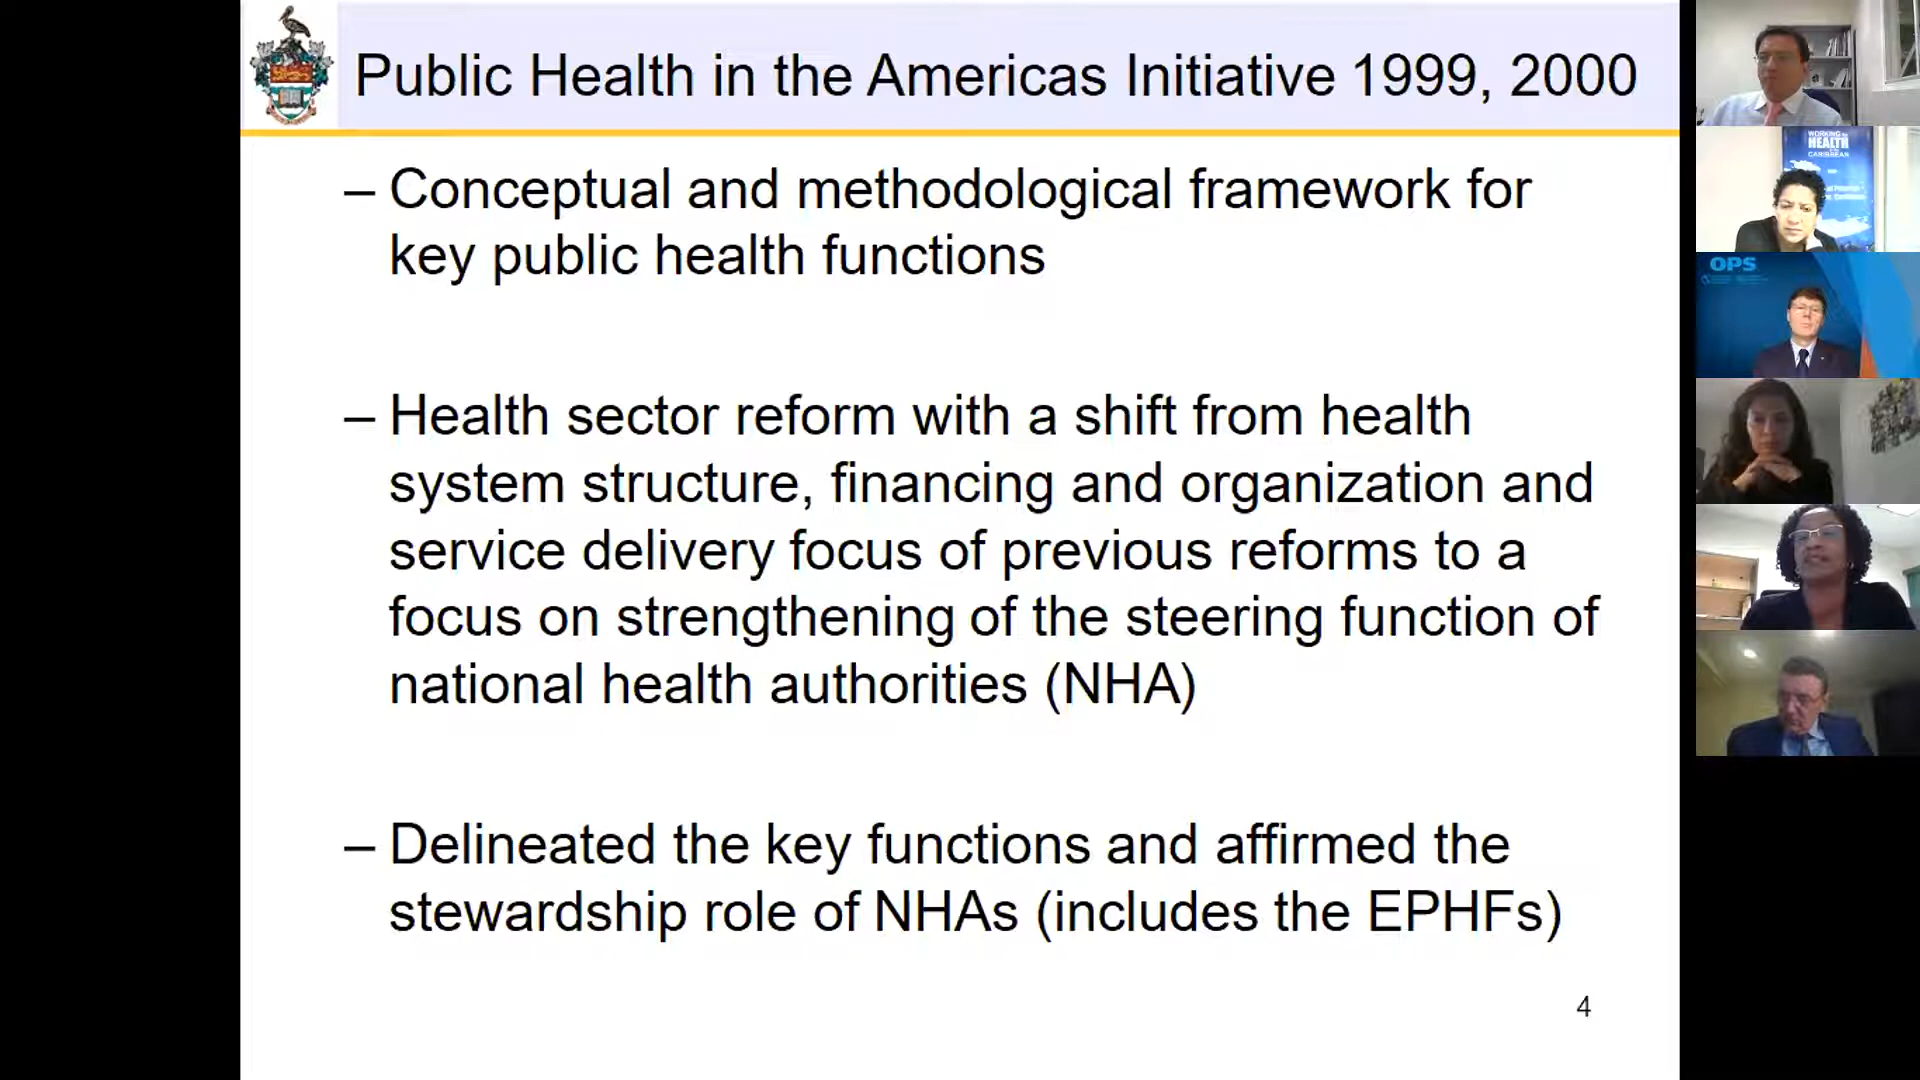 Public Health in the Americas Initiative 1999, 2000
– Conceptual and methodological framework for
key public health functions
– Health sector reform with a shift from health
system structure, financing and organization and
service delivery focus of previous reforms to a
focus on strengthening of the steering function of
national health authorities (NHA)
– Delineated the key functions and affirmed the
stewardship role of NHAs (includes the EPHFs)
4
WORKING
HEALTH
CARIBBEAN
OPS